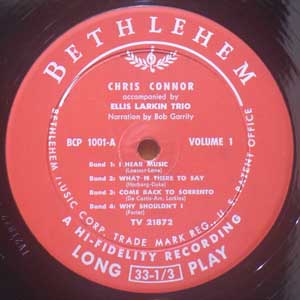 BETHLEHEM
CHRIS CONNOR
accompanied by
ELLIS LARKIN TRIO
Narration by Bob Garrity
BCP 1001-A
VOLUME 1
Band 1: I HEAR MUSIC
(Loesser-Lane)
Band 2: WHAT IS THERE TO SAY
(Harburg-Duke)
Band 3: COME BACK TO SORRENTO
(De Curtis-Arr. Larkins)
Band 4: WHY SHOULDN'T I
(Porter)
TV 21872
BETHLEHEM MUSIC CORP. TRADE MARK REG., U.S. PATENT OFFICE
A HI-FIDELITY RECORDING
LONG 33-1/3 PLAY